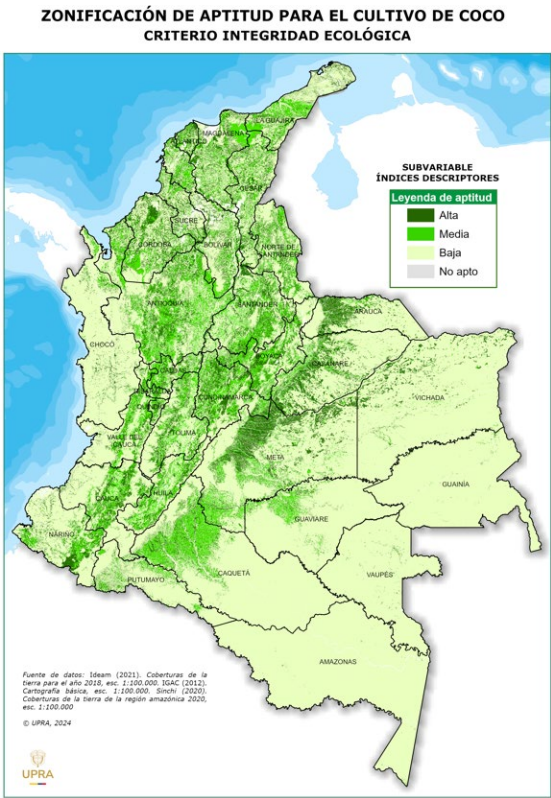 ZONIFICACIÓN DE APTITUD PARA EL CULTIVO DE COCO
CRITERIO INTEGRIDAD ECOLÓGICA
SUBVARIABLE
ÍNDICES DESCRIPTORES
Leyenda de aptitud
Alta
Media
Baja
No apto
LA GUAJIRA
MAGDALENA
CESAR
SUCRE
CÓRDOBA
BOLÍVAR
NORTE DE
SANTANDER
ANTIOQUIA
SANTANDER
ARAUCA
CHOCÓ
BOYACÁ
CASANARE
CUNDINAMARCA
VICHADA
TOLIMA
VALLE DEL
CAUCA
META
GUAINÍA
CAUCA
HUILA
GUAVIARE
NARIÑO
CAQUETÁ
VAUPÉS
PUTUMAYO
AMAZONAS
Fuente de datos: Ideam (2021). Coberturas de la
tierra para el año 2018, esc. 1:100.000. IGAC (2012).
Cartografía básica, esc. 1:100.000. Sinchi (2020).
Coberturas de la tierra de la región amazónica 2020,
esc. 1:100.000
© UPRA, 2024
UPRA